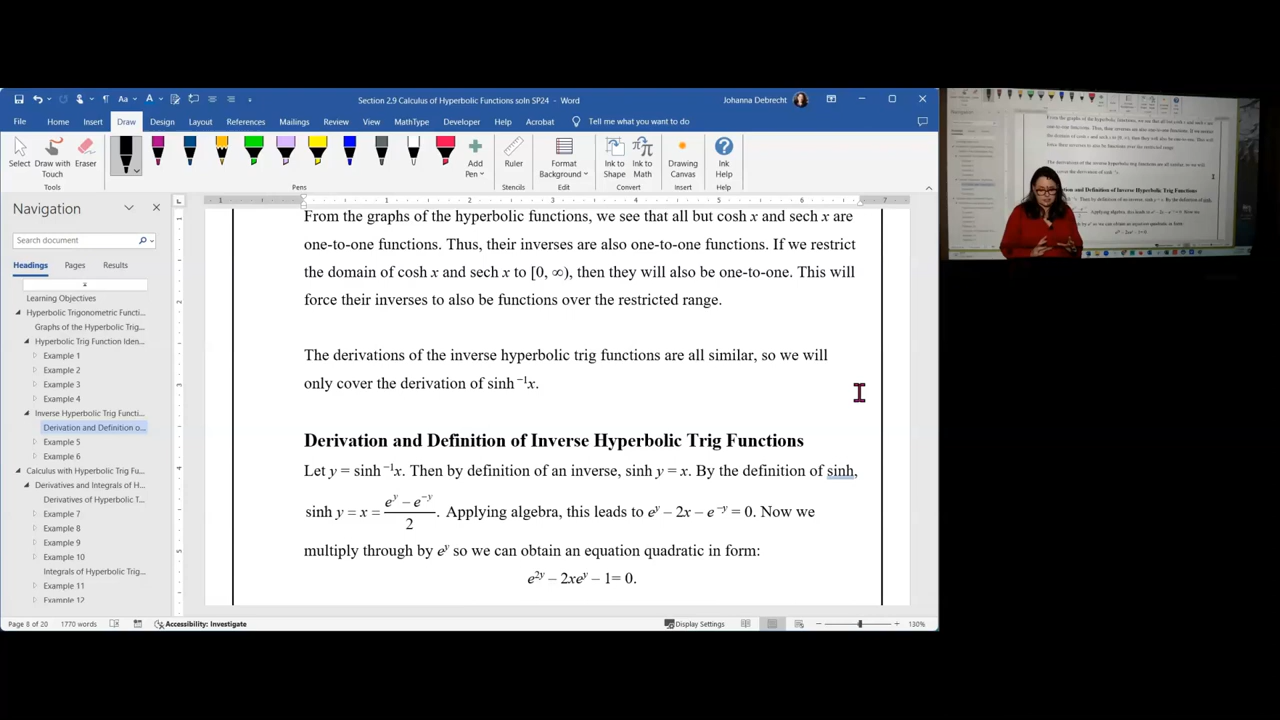 Section 2.9 Calculus of Hyperbolic Functions soln SP24 - Word
Johanna Debrecht
File Home Insert Draw Design Layout References Mailings Review View MathType Developer Help Acrobat Tell me what you want to do
Select
Draw with Touch
Eraser
Add Pen
Ruler
Format Background
Ink to Shape
Ink to Math
Drawing Canvas
Ink Help
Tools
Pens
Stencils
Edit
Convert
Insert
Help
Navigation
Search document
Headings Pages Results
Learning Objectives
Hyperbolic Trigonometric Functi...
Graphs of the Hyperbolic Trig...
Hyperbolic Trig Function Iden...
Example 1
Example 2
Example 3
Example 4
Inverse Hyperbolic Trig Functi...
Derivation and Definition o...
Example 5
Example 6
Calculus with Hyperbolic Trig Fu...
Derivatives and Integrals of H...
Derivatives of Hyperbolic T...
Example 7
Example 8
Example 9
Example 10
Integrals of Hyperbolic Trig...
Example 11
Example 12
From the graphs of the hyperbolic functions, we see that all but cosh x and sech x are
one-to-one functions. Thus, their inverses are also one-to-one functions. If we restrict
the domain of cosh x and sech x to [0, ∞), then they will also be one-to-one. This will
force their inverses to also be functions over the restricted range.
The derivations of the inverse hyperbolic trig functions are all similar, so we will
only cover the derivation of sinh⁻¹x.
Derivation and Definition of Inverse Hyperbolic Trig Functions
Let y = sinh⁻¹x. Then by definition of an inverse, sinh y = x. By the definition of sinh,
sinh y = x = (eʸ – e⁻ʸ)/2. Applying algebra, this leads to eʸ – 2x – e⁻ʸ = 0. Now we
multiply through by eʸ so we can obtain an equation quadratic in form:
e²ʸ – 2xeʸ – 1= 0.
Page 8 of 20 1770 words Accessibility: Investigate Display Settings 130%